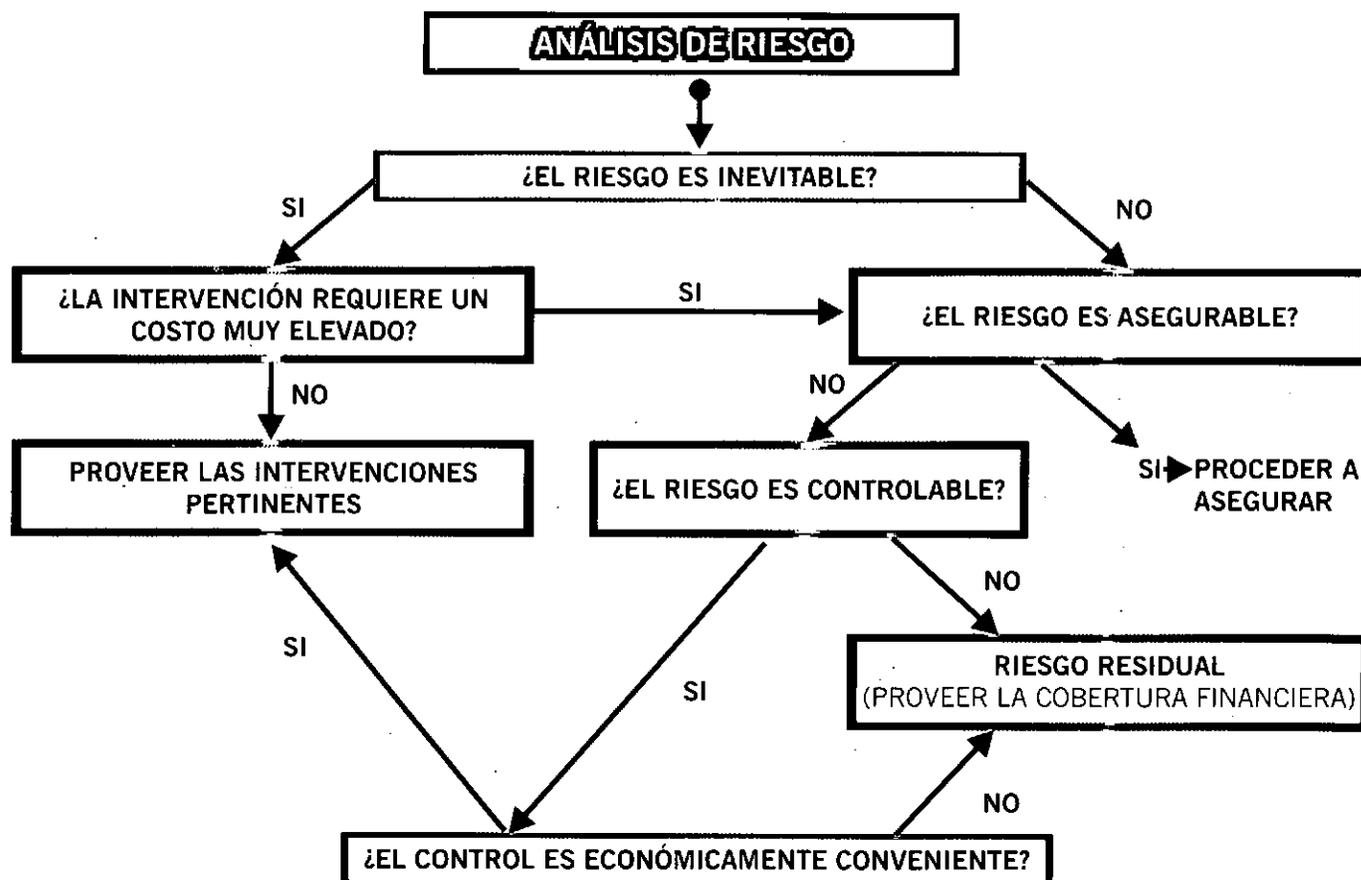 ANÁLISIS DE RIESGO
¿EL RIESGO ES INEVITABLE?
SI
NO
¿LA INTERVENCIÓN REQUIERE UN
COSTO MUY ELEVADO?
SI
¿EL RIESGO ES ASEGURABLE?
NO
NO
PROVEER LAS INTERVENCIONES
PERTINENTES
¿EL RIESGO ES CONTROLABLE?
SI PROCEDER A
ASEGURAR
NO
SI
SI
RIESGO RESIDUAL
(PROVEER LA COBERTURA FINANCIERA)
NO
¿EL CONTROL ES ECONÓMICAMENTE CONVENIENTE?